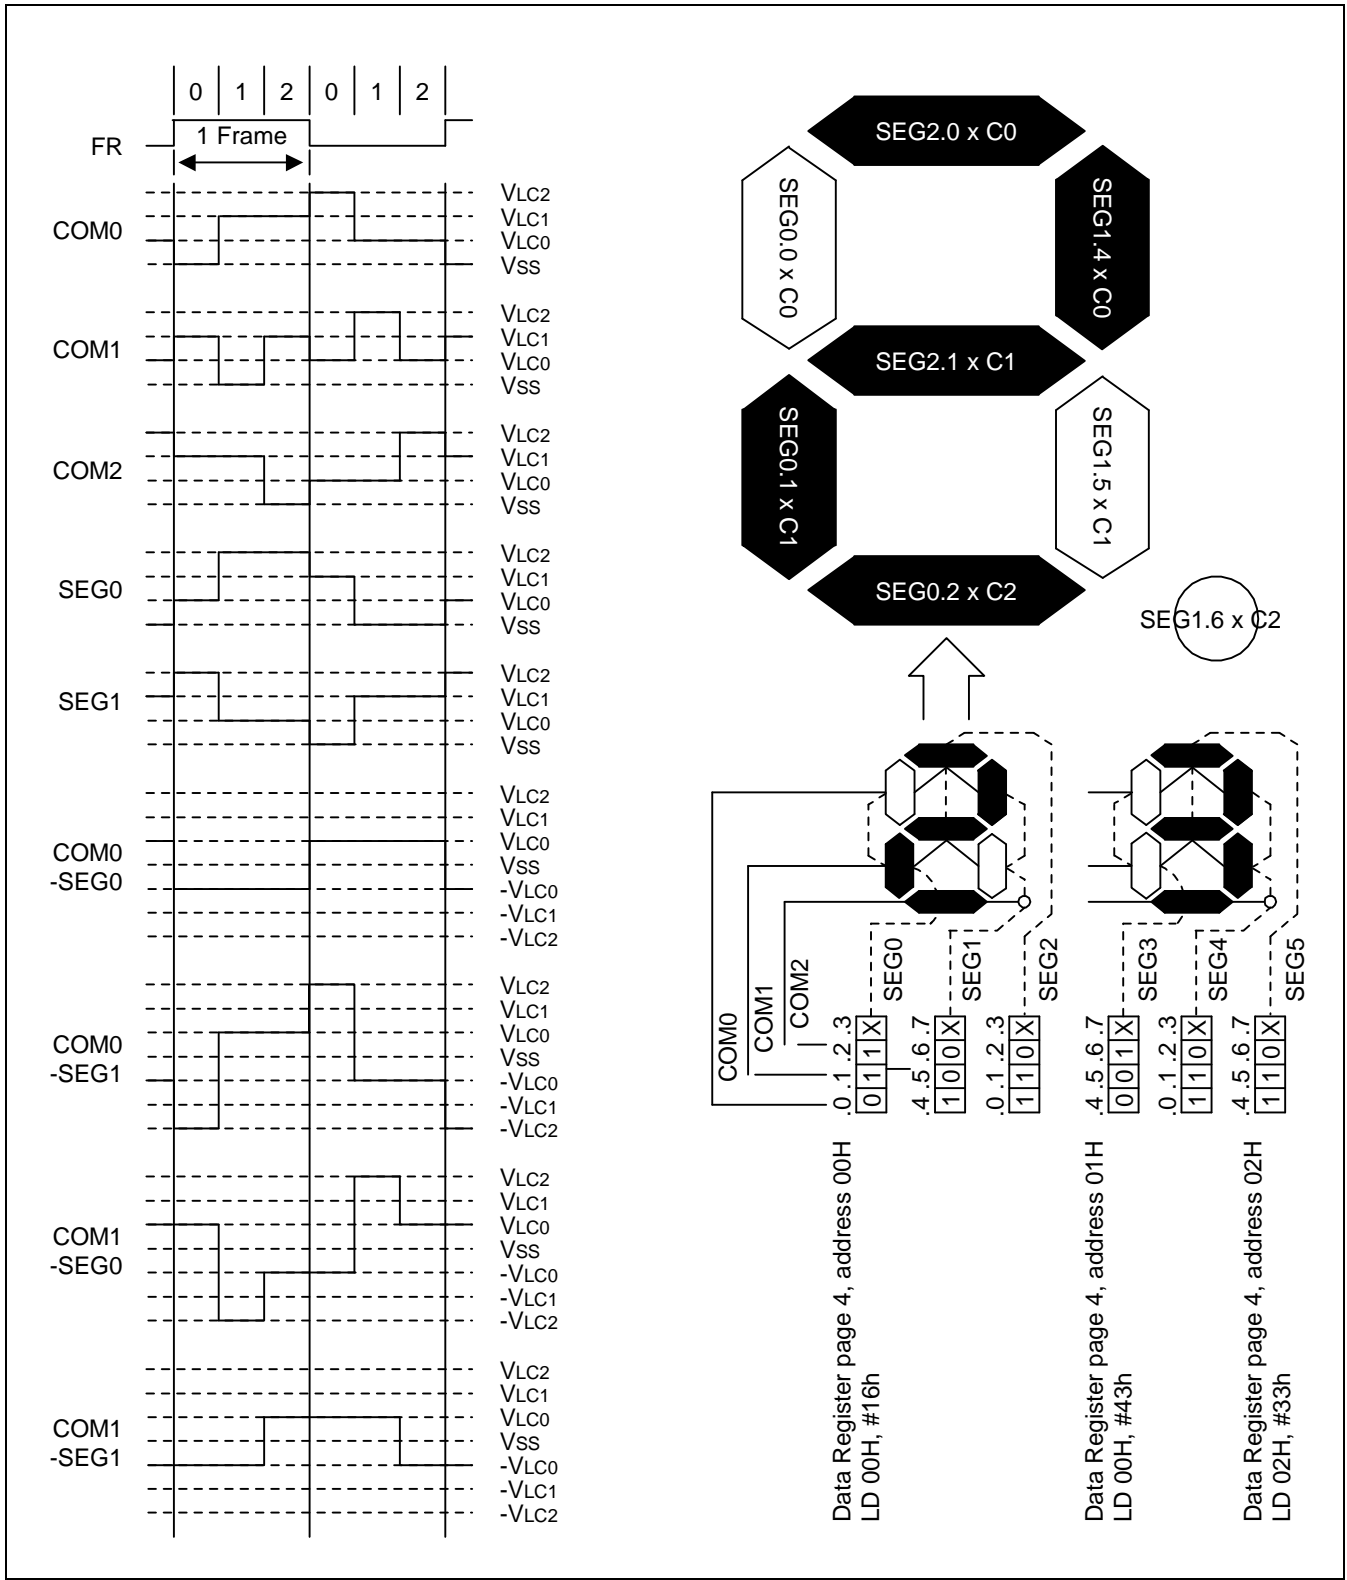 0 1 2 0 1 2
FR
1 Frame
COM0
VLC2
VLC1
VLC0
VSS
COM1
VLC2
VLC1
VLC0
VSS
COM2
VLC2
VLC1
VLC0
VSS
SEG0
VLC2
VLC1
VLC0
VSS
SEG1
VLC2
VLC1
VLC0
VSS
COM0
-SEG0
VLC2
VLC1
VLC0
VSS
-VLC0
-VLC1
-VLC2
COM0
-SEG1
VLC2
VLC1
VLC0
VSS
-VLC0
-VLC1
-VLC2
COM1
-SEG0
VLC2
VLC1
VLC0
VSS
-VLC0
-VLC1
-VLC2
COM1
-SEG1
VLC2
VLC1
VLC0
VSS
-VLC0
-VLC1
-VLC2
SEG2.0 x C0
SEG0.0 x C0
SEG1.4 x C0
SEG2.1 x C1
SEG0.1 x C1
SEG1.5 x C1
SEG0.2 x C2
SEG1.6 x C2
COM0
COM1
COM2
SEG0
SEG1
SEG2
SEG3
SEG4
SEG5
.0 .1 .2 .3
0 1 1 X
.4 .5 .6 .7
1 0 0 X
.0 .1 .2 .3
1 1 0 X
.4 .5 .6 .7
0 0 1 X
.0 .1 .2 .3
1 1 0 X
.4 .5 .6 .7
1 1 0 X
Data Register page 4, address 00H
LD 00H, #16h
Data Register page 4, address 01H
LD 00H, #43h
Data Register page 4, address 02H
LD 02H, #33h